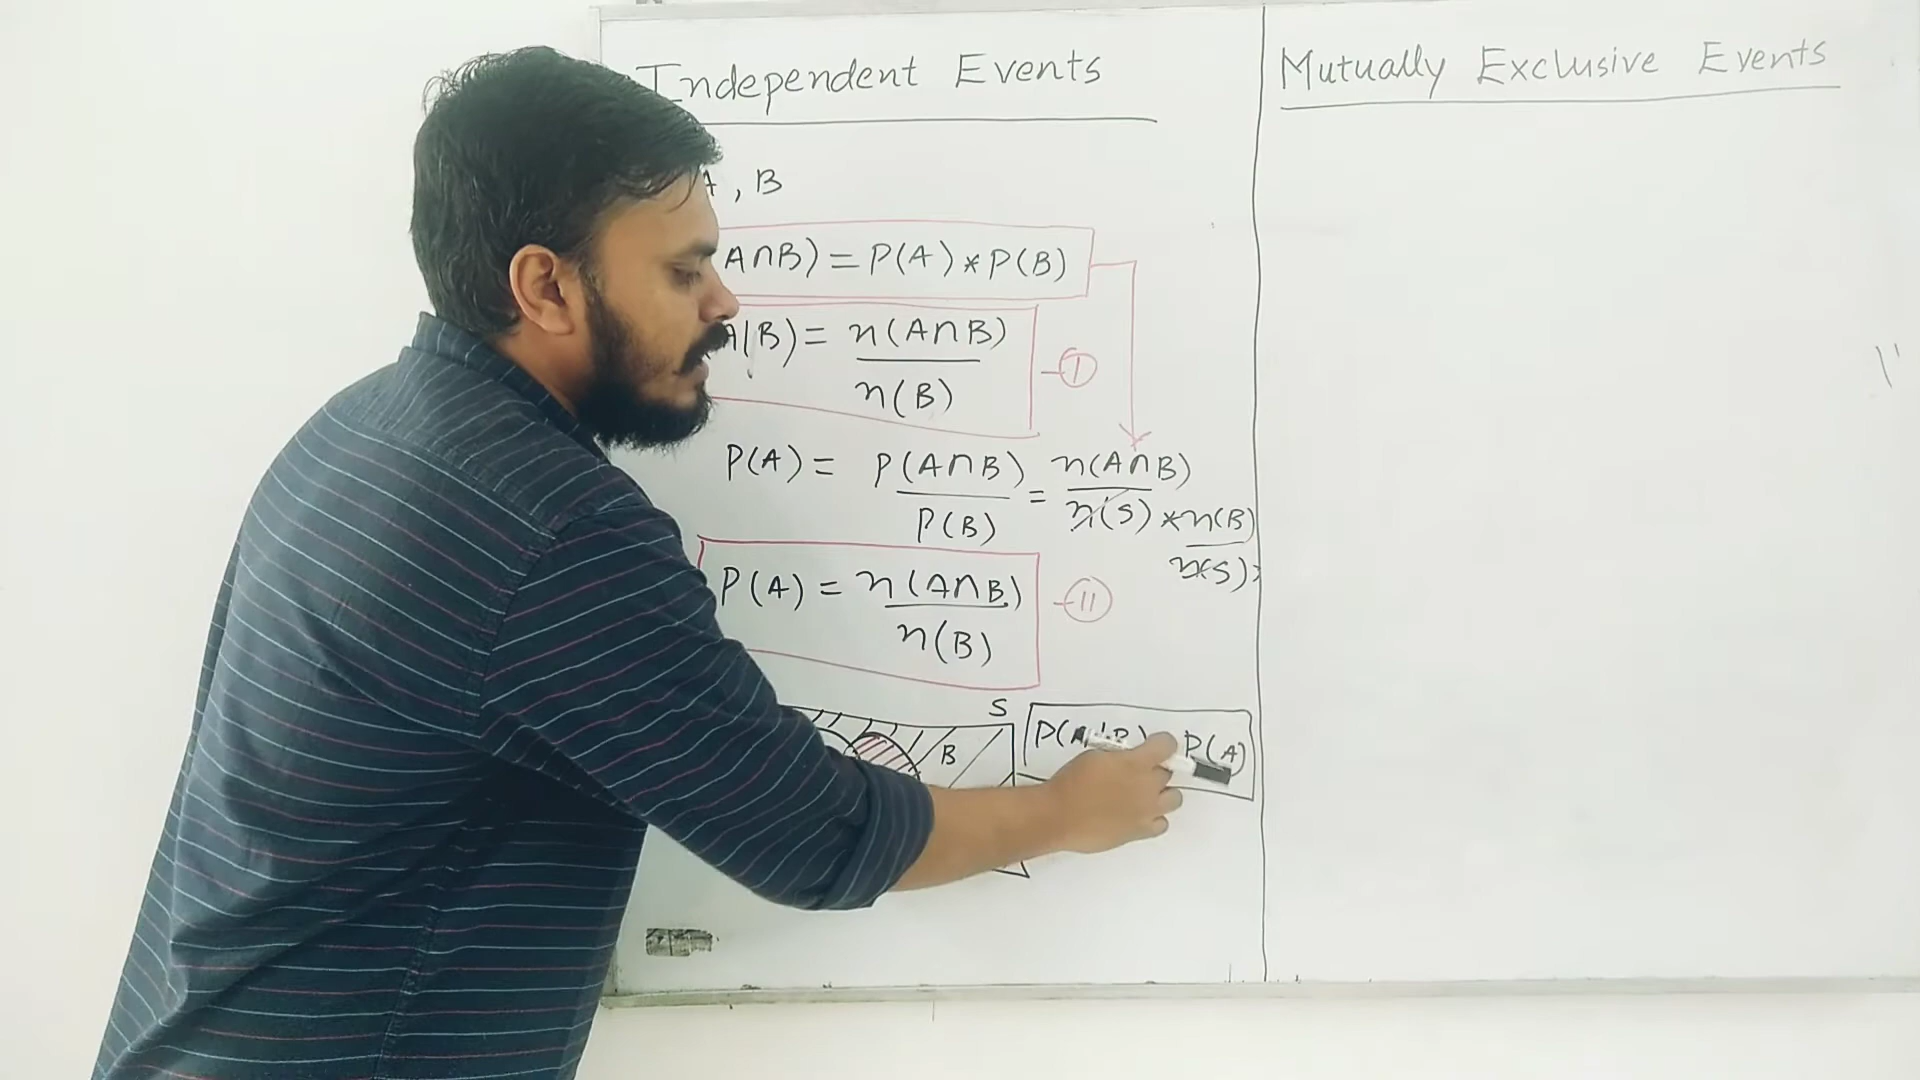 Independent Events
A, B
A∩B) = P(A) * P(B)
A|B) = n(A∩B)
n(B)
I
P(A) = P(A∩B) = n(A∩B)
P(B) n(S) * n(B)
n(S)
P(A) = n(A∩B)
n(B)
II
S
B
P(A|B) P(A)
Mutually Exclusive Events